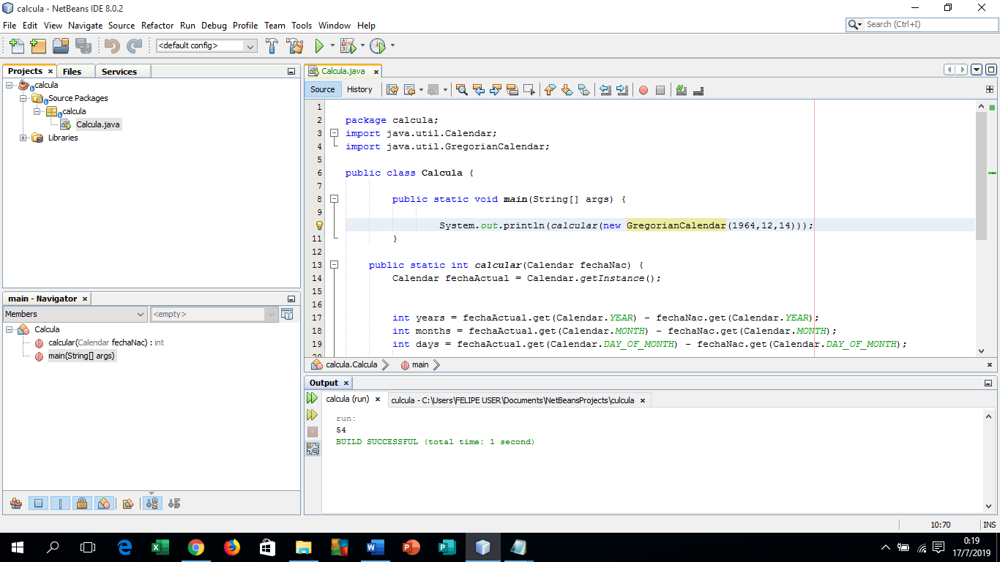 calcula - NetBeans IDE 8.0.2
File Edit View Navigate Source Refactor Run Debug Profile Team Tools Window Help
Search (Ctrl+I)
<default config>
Projects
Files
Services
calcula
Source Packages
calcula
Calcula.java
Libraries
main - Navigator
Members
<empty>
Calcula
calcular(Calendar fechaNac) : int
main(String[] args)
Calcula.java
Source
History
1
2 package calcula;
3 import java.util.Calendar;
4 import java.util.GregorianCalendar;
5
6 public class Calcula {
7
8 public static void main(String[] args) {
9
System.out.println(calcular(new GregorianCalendar(1964,12,14)));
11 }
12
13 public static int calcular(Calendar fechaNac) {
14 Calendar fechaActual = Calendar.getInstance();
15
16
17 int years = fechaActual.get(Calendar.YEAR) - fechaNac.get(Calendar.YEAR);
18 int months = fechaActual.get(Calendar.MONTH) - fechaNac.get(Calendar.MONTH);
19 int days = fechaActual.get(Calendar.DAY_OF_MONTH) - fechaNac.get(Calendar.DAY_OF_MONTH);
20
calcula.Calcula
main
Output
calcula (run)
culcula - C:\Users\FELIPE USER\Documents\NetBeansProjects\culcula
run:
54
BUILD SUCCESSFUL (total time: 1 second)
10:70
INS
0:19
17/7/2019